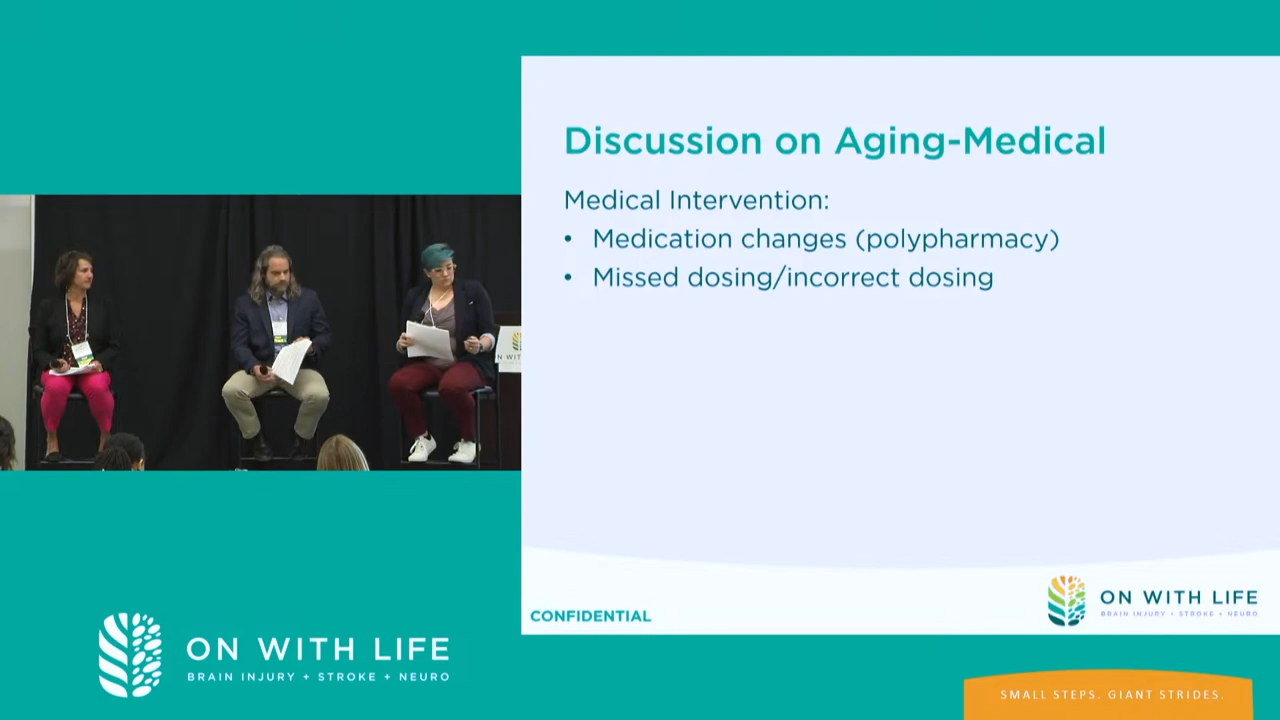 Discussion on Aging-Medical
Medical Intervention:
• Medication changes (polypharmacy)
• Missed dosing/incorrect dosing
CONFIDENTIAL
ON WITH LIFE
BRAIN INJURY + STROKE + NEURO
ON WITH LIFE
BRAIN INJURY + STROKE + NEURO
SMALL STEPS. GIANT STRIDES.